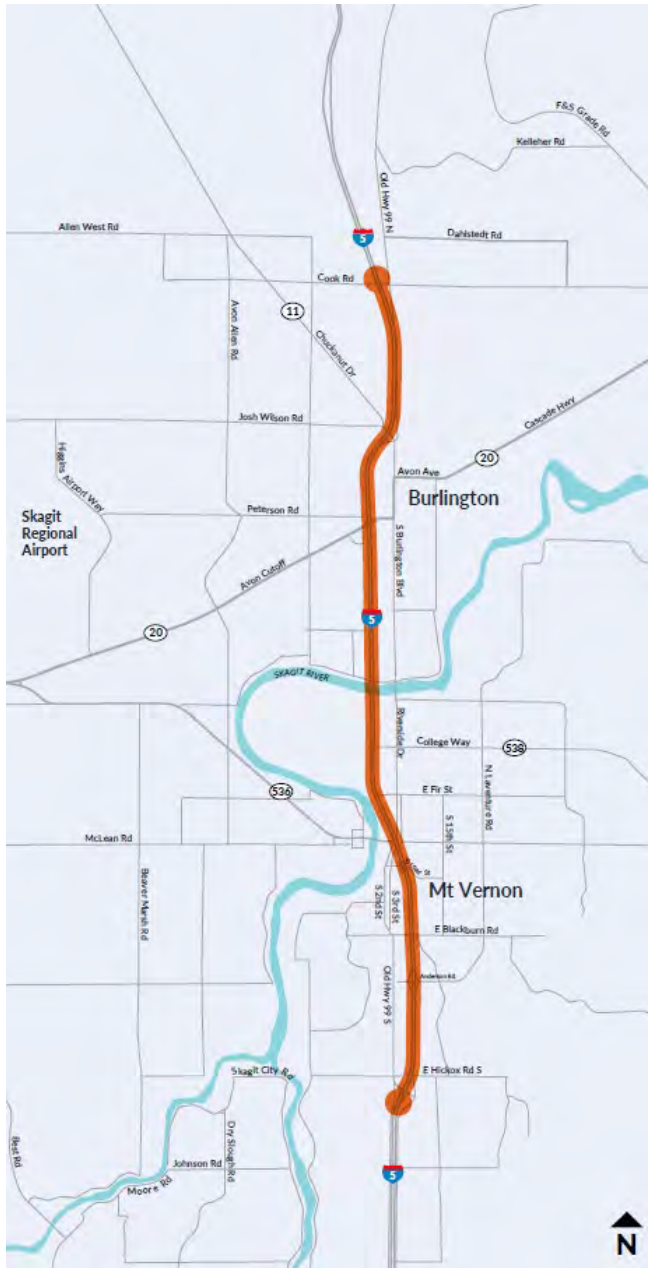 F&S Grade Rd
Kelleher Rd
Old Hwy 99 N
Allen West Rd
5
Dahlstedt Rd
Cook Rd
11
Avon Allen Rd
Chuckanut Dr
Josh Wilson Rd
Cascade Hwy
20
Higgins Airport Way
Avon Ave
Burlington
Peterson Rd
Skagit
Regional
Airport
S Burlington Blvd
Avon Cutoff
5
20
SKAGIT RIVER
Riverside Dr
College Way
538
N Laventure Rd
536
E Fir St
S 15th St
McLean Rd
Beaver Marsh Rd
S 2nd St
S 3rd St
Mt Vernon
E Blackburn Rd
Old Hwy 99 S
Anderson Rd
Skagit City Rd
E Hickox Rd S
Dry Slough Rd
Best Rd
Johnson Rd
Moore Rd
5
N